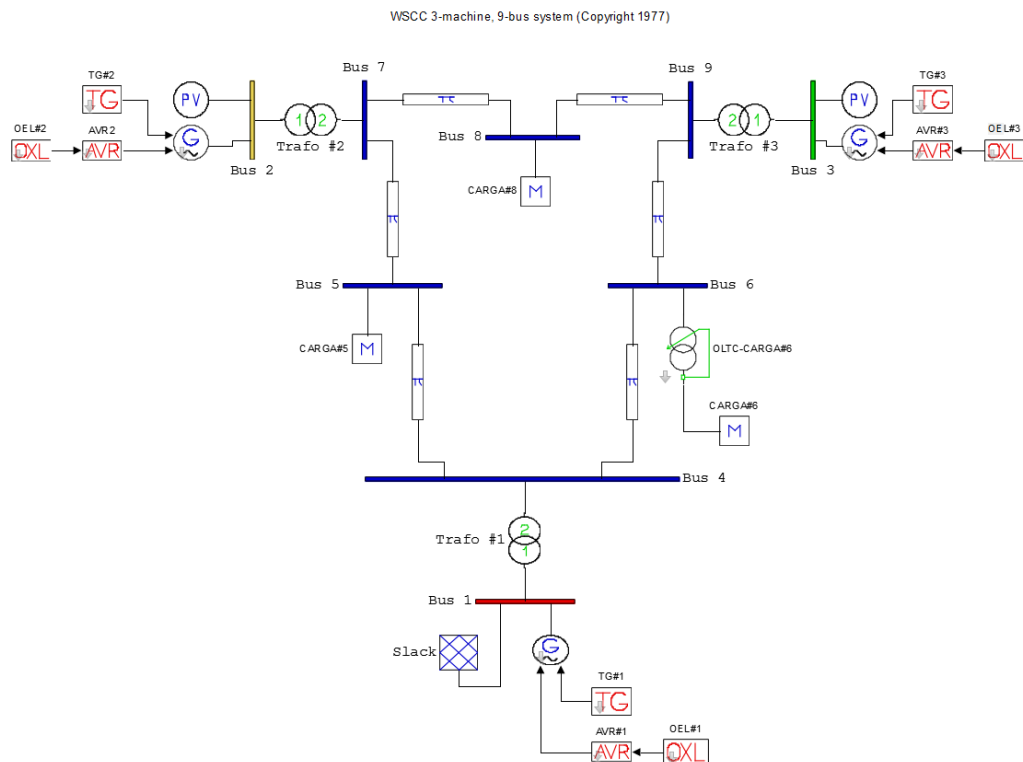 WSCC 3-machine, 9-bus system (Copyright 1977)
Bus 7
Bus 9
TG#2
TG
PV
OEL#2
OXL
AVR2
AVR
G
1 2
Trafo #2
Bus 2
π
π
Bus 8
CARGA#8
M
2 1
Trafo #3
Bus 3
PV
TG#3
TG
G
AVR#3
AVR
OEL#3
OXL
π
π
Bus 5
Bus 6
CARGA#5
M
OLTC-CARGA#6
π
π
CARGA#6
M
Bus 4
Trafo #1
2
1
Bus 1
Slack
G
TG#1
TG
AVR#1
AVR
OEL#1
OXL